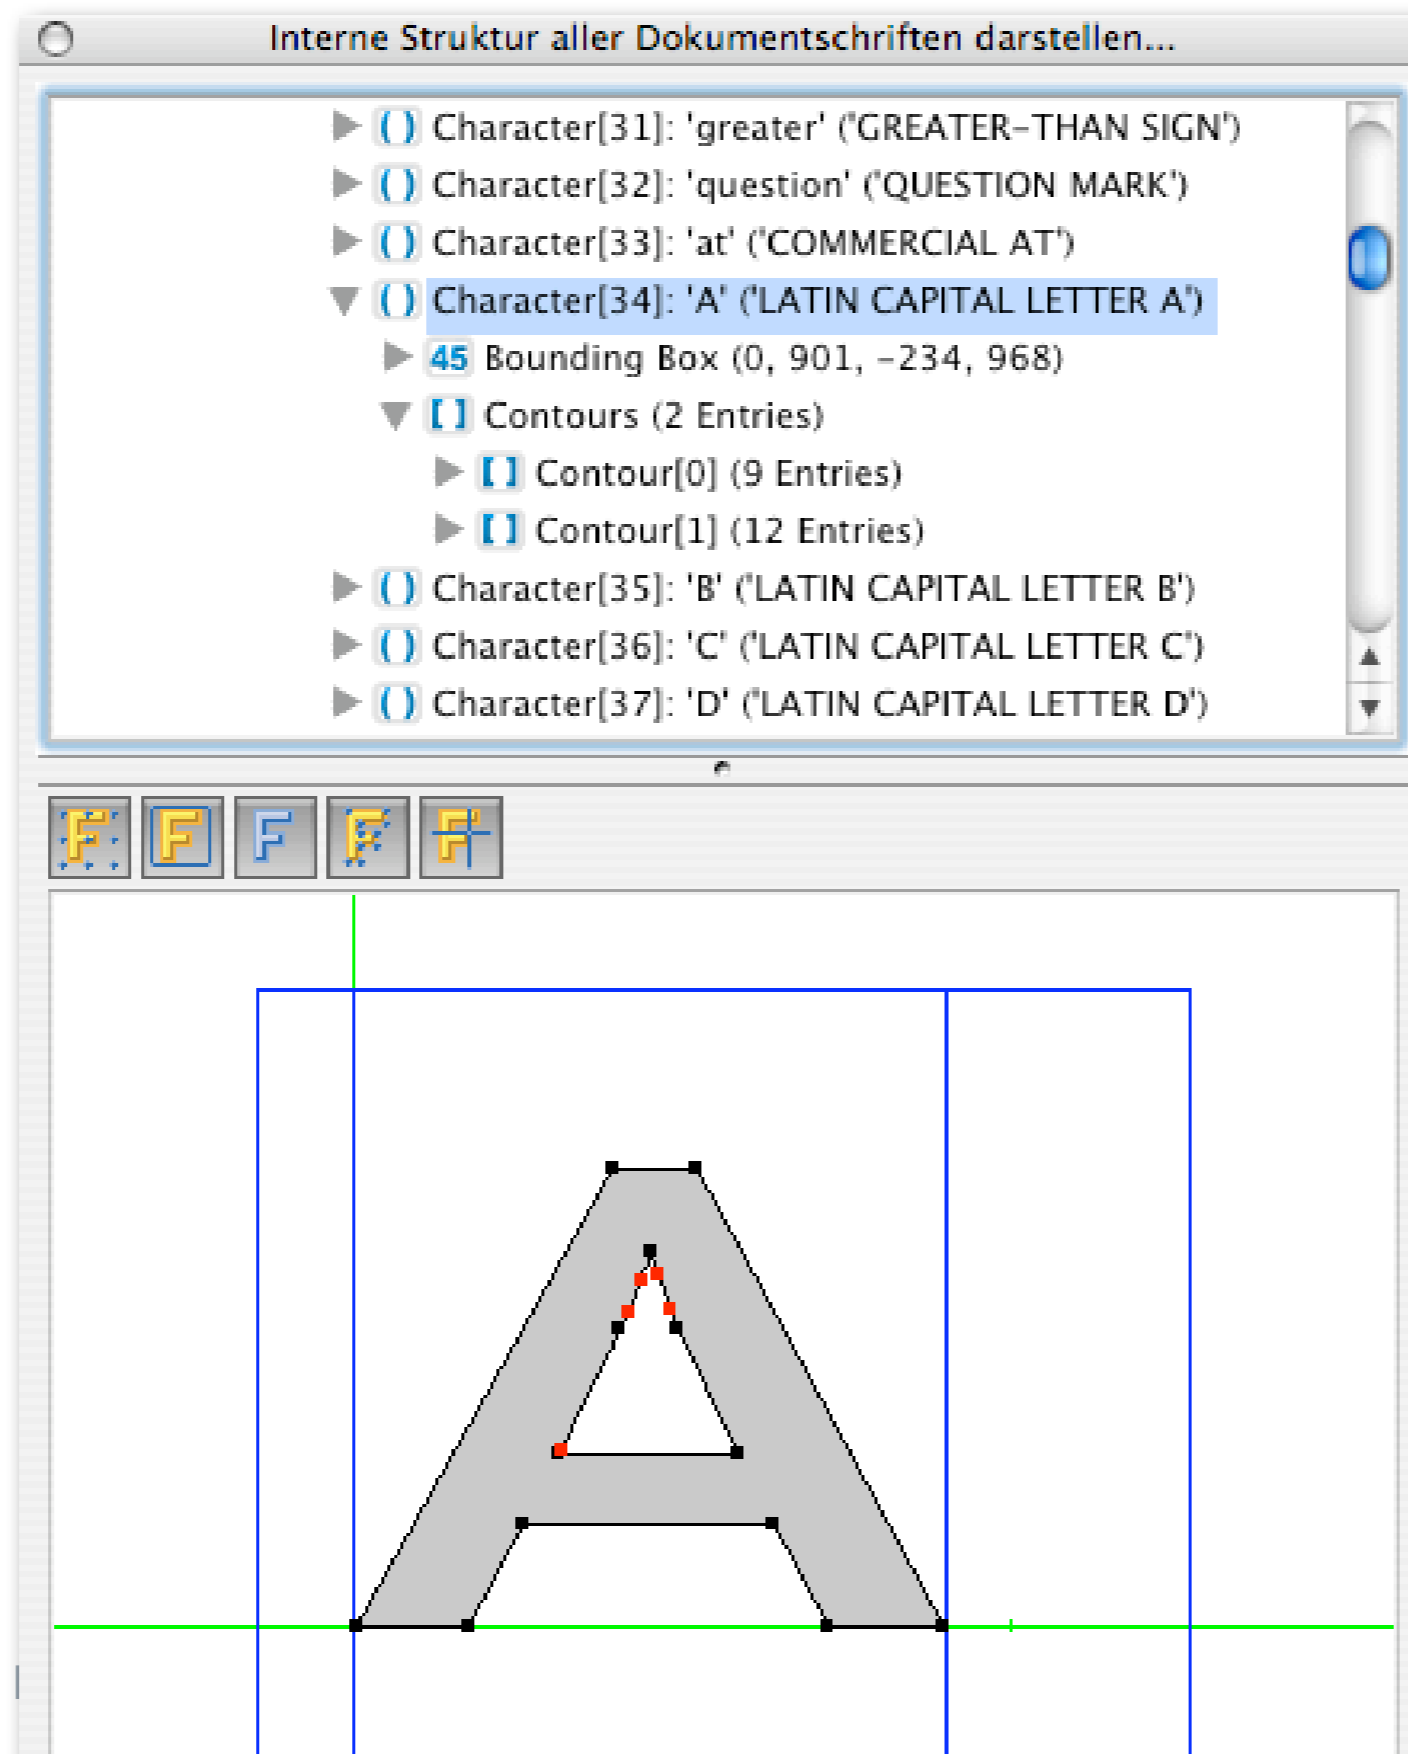 Interne Struktur aller Dokumentschriften darstellen...
() Character[31]: 'greater' ('GREATER-THAN SIGN')
() Character[32]: 'question' ('QUESTION MARK')
() Character[33]: 'at' ('COMMERCIAL AT')
() Character[34]: 'A' ('LATIN CAPITAL LETTER A')
45 Bounding Box (0, 901, -234, 968)
[] Contours (2 Entries)
[] Contour[0] (9 Entries)
[] Contour[1] (12 Entries)
() Character[35]: 'B' ('LATIN CAPITAL LETTER B')
() Character[36]: 'C' ('LATIN CAPITAL LETTER C')
() Character[37]: 'D' ('LATIN CAPITAL LETTER D')
F F F F F
A